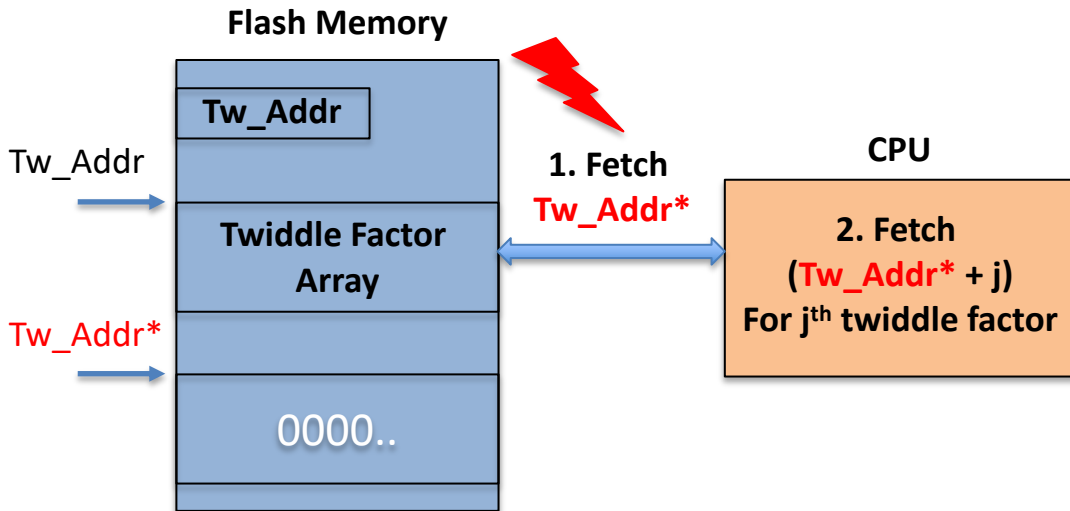 Flash Memory
Tw_Addr
Tw_Addr
Twiddle Factor
Array
Tw_Addr*
0000..
1. Fetch
Tw_Addr*
CPU
2. Fetch
(Tw_Addr* + j)
For jth twiddle factor